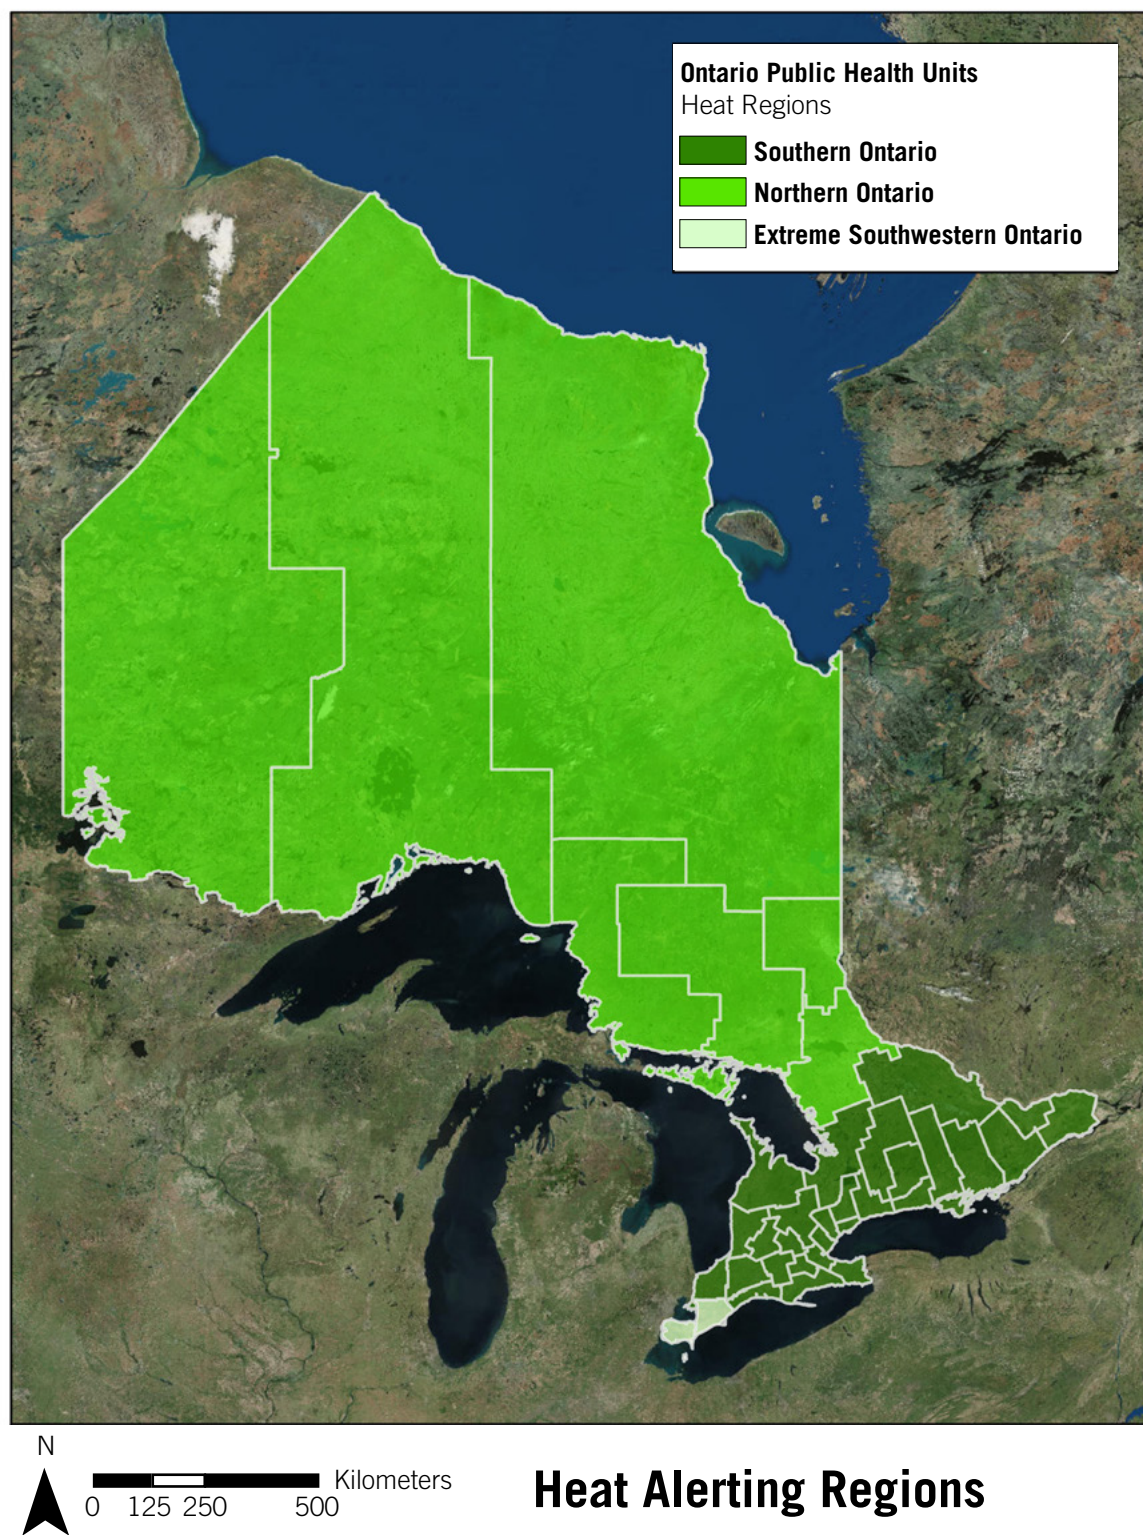 Ontario Public Health Units
Heat Regions
Southern Ontario
Northern Ontario
Extreme Southwestern Ontario
N
Kilometers
0 125 250 500
Heat Alerting Regions